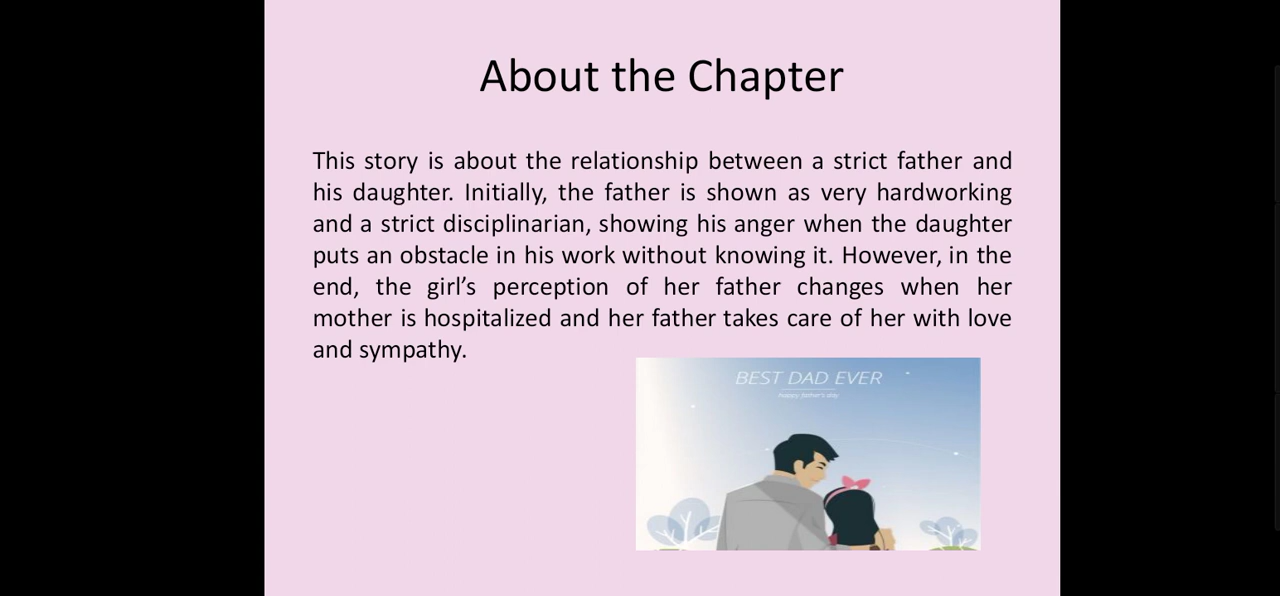 About the Chapter
This story is about the relationship between a strict father and
his daughter. Initially, the father is shown as very hardworking
and a strict disciplinarian, showing his anger when the daughter
puts an obstacle in his work without knowing it. However, in the
end, the girl’s perception of her father changes when her
mother is hospitalized and her father takes care of her with love
and sympathy.
BEST DAD EVER
happy father's day